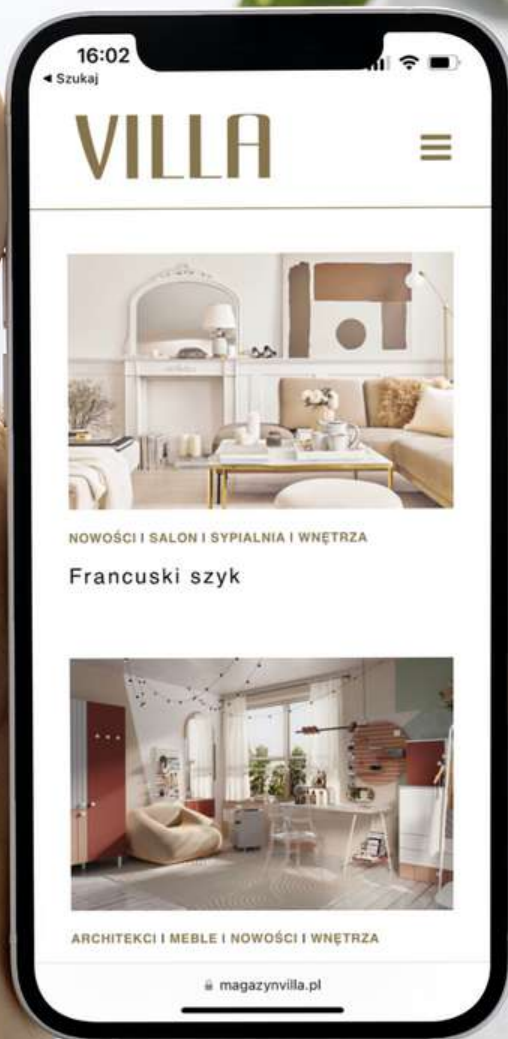 16:02
◄ Szukaj
VILLA
NOWOŚCI I SALON I SYPIALNIA I WNĘTRZA
Francuski szyk
ARCHITEKCI I MEBLE I NOWOŚCI I WNĘTRZA
magazynvilla.pl